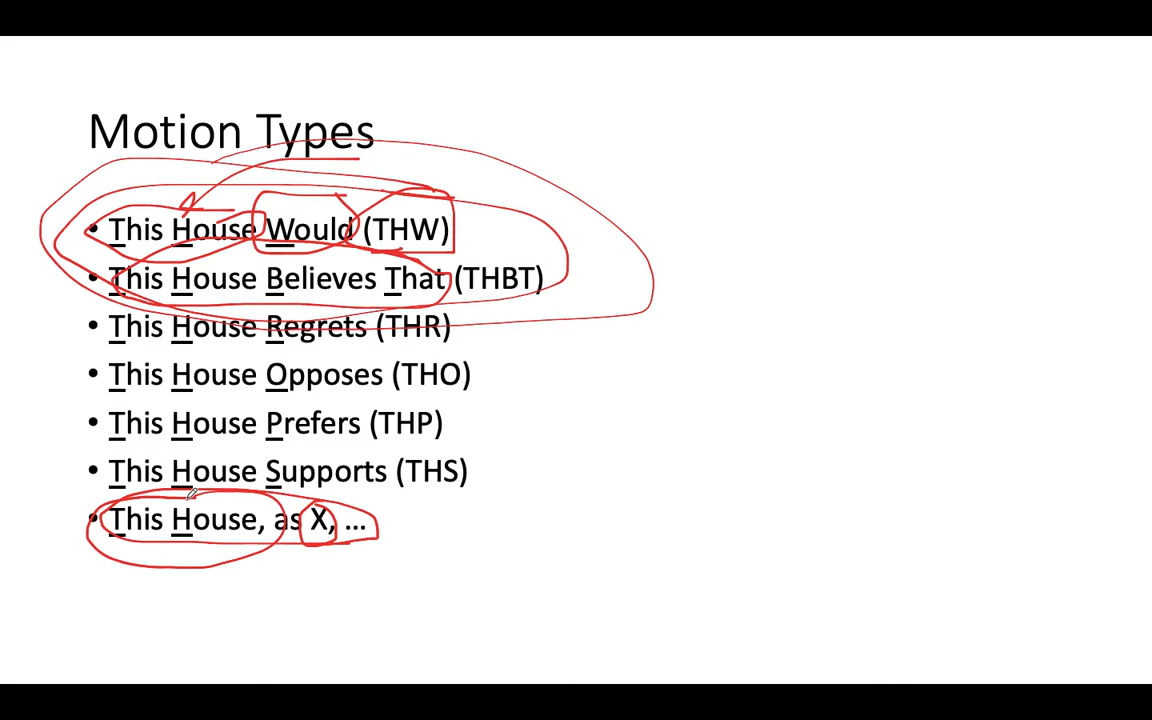 Motion Types
• This House Would (THW)
• This House Believes That (THBT)
• This House Regrets (THR)
• This House Opposes (THO)
• This House Prefers (THP)
• This House Supports (THS)
• This House, as X, ...